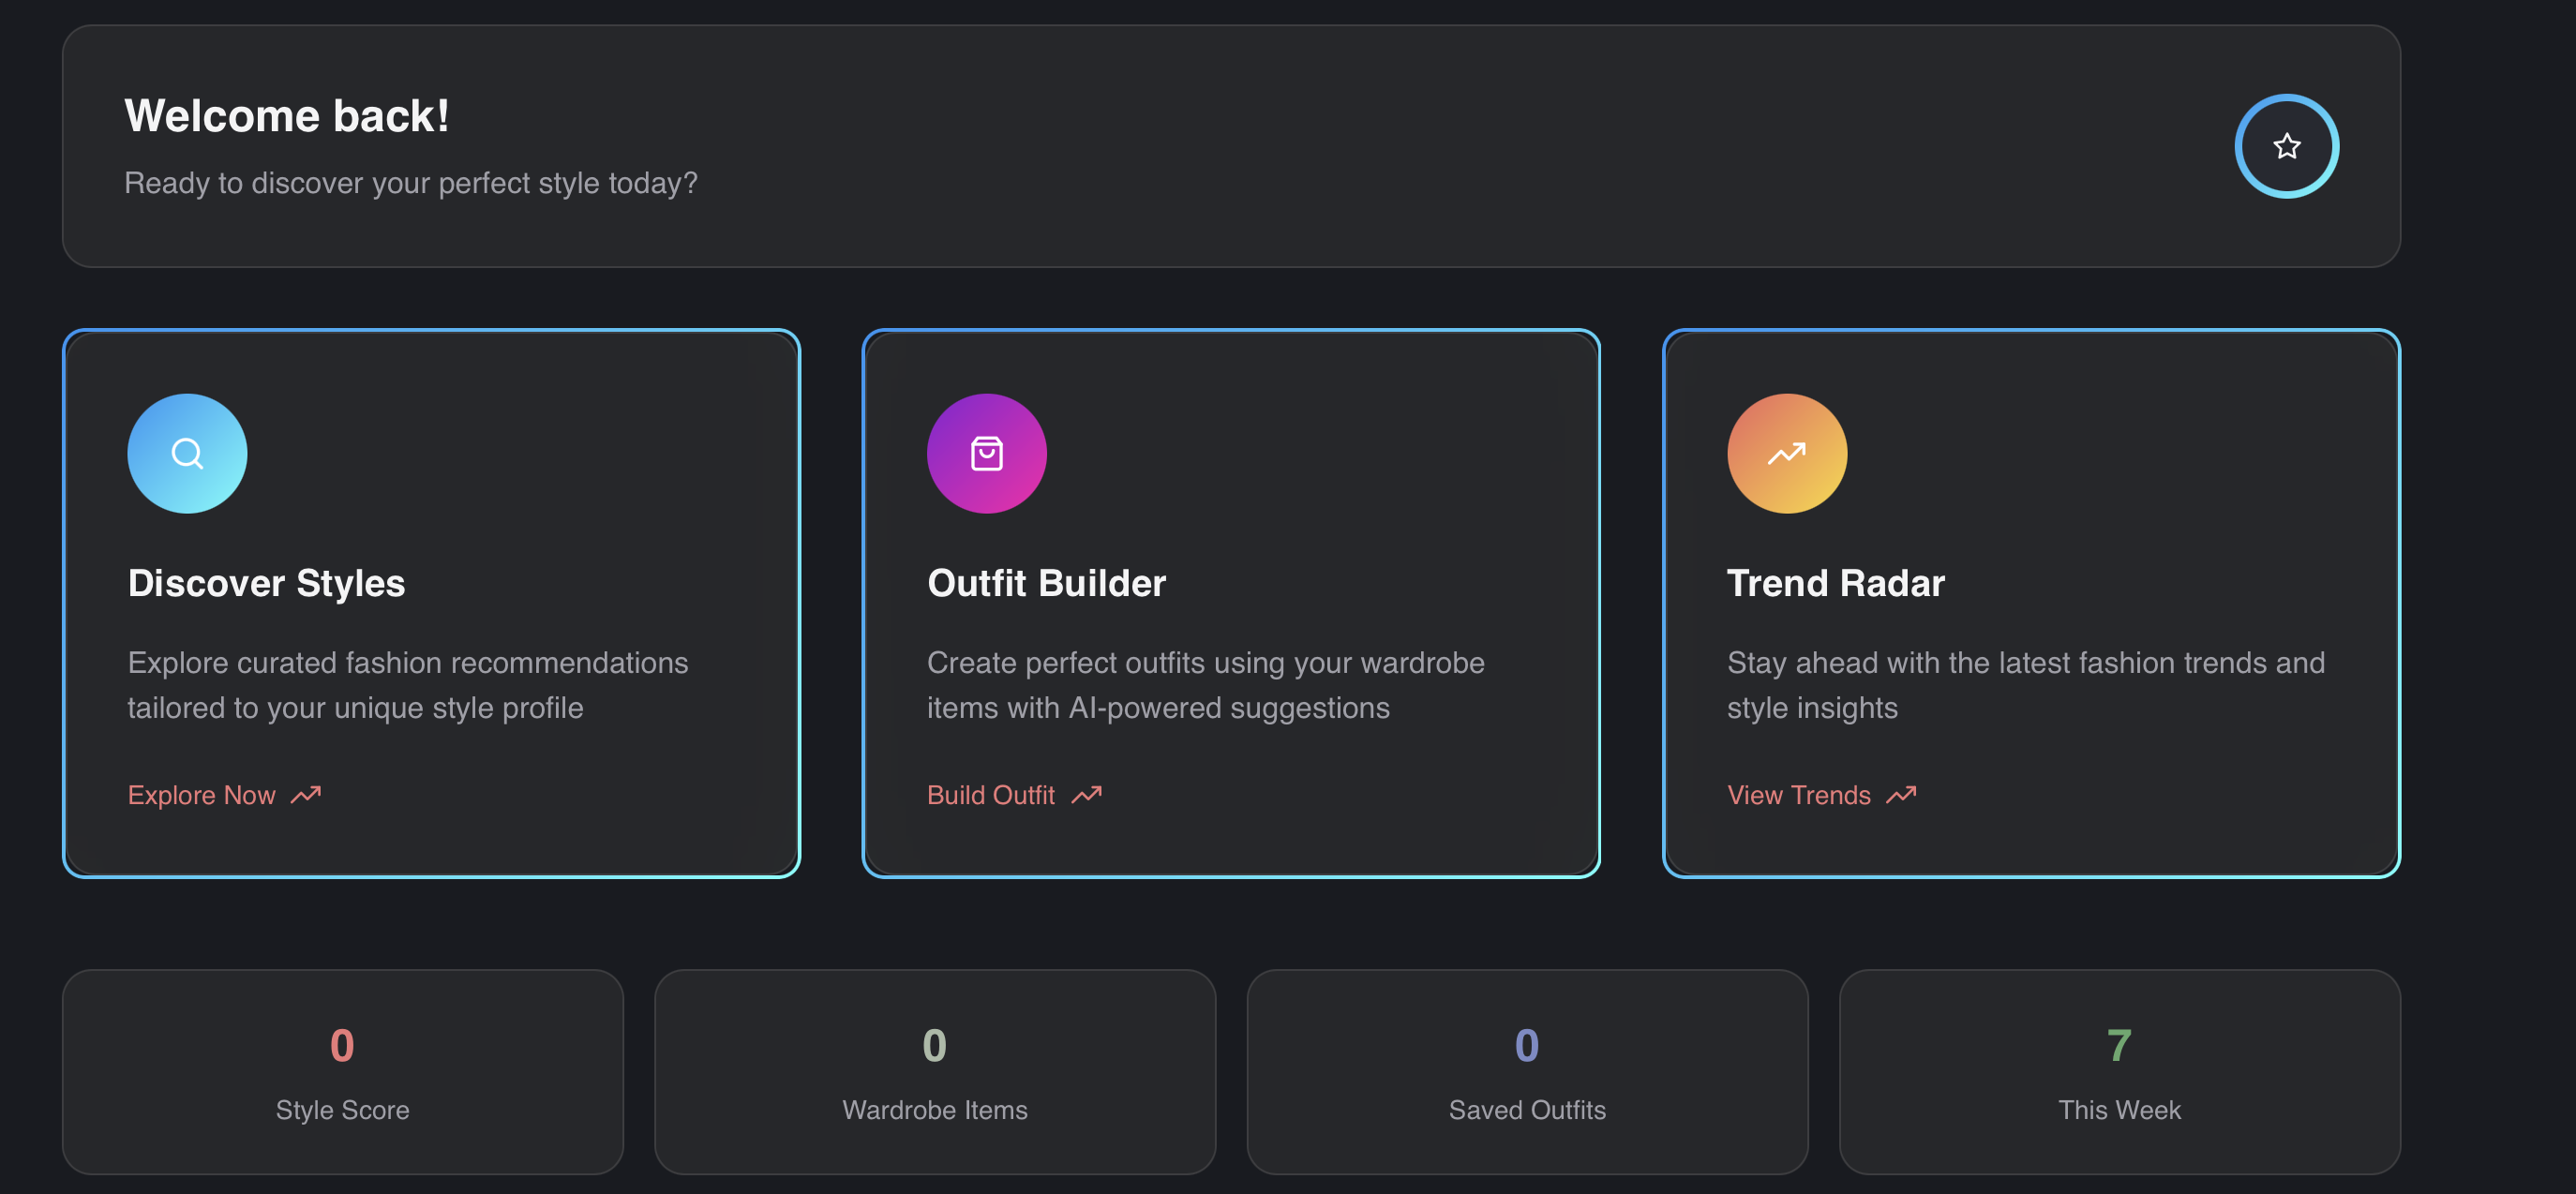 Welcome back!
Ready to discover your perfect style today?
Discover Styles
Explore curated fashion recommendations
tailored to your unique style profile
Explore Now
Outfit Builder
Create perfect outfits using your wardrobe
items with AI-powered suggestions
Build Outfit
Trend Radar
Stay ahead with the latest fashion trends and
style insights
View Trends
0
Style Score
0
Wardrobe Items
0
Saved Outfits
7
This Week